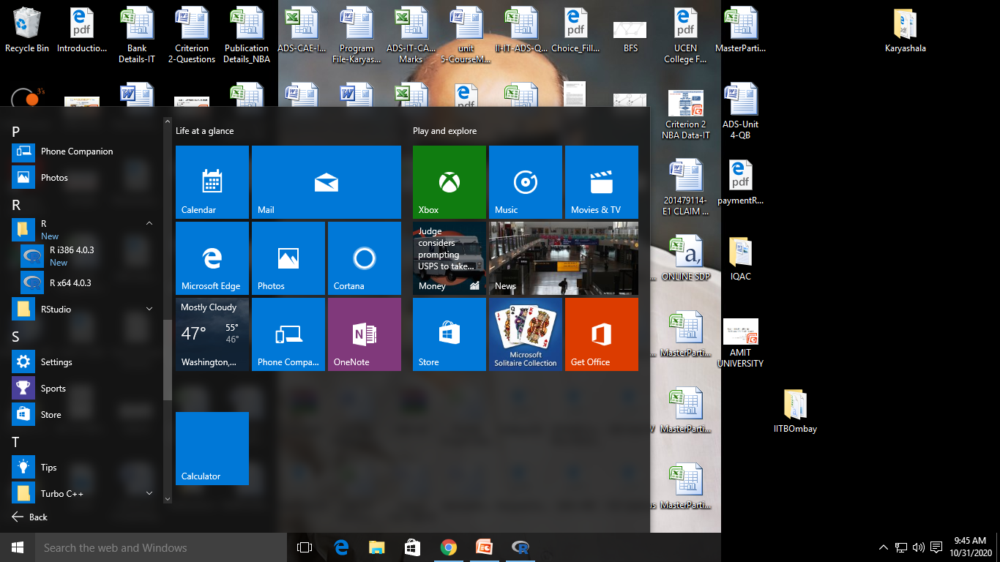 Recycle Bin
Introductio...
Bank
Details-IT
Criterion
2-Questions
Publication
Details_NBA
ADS-CAE-I...
Program
File-Karyas...
ADS-IT-CA...
Marks
unit
5-CourseM...
II-IT-ADS-Q...
Choice_Fill...
BFS
UCEN
College F...
MasterParti...
Karyashala
pdf
pdf
pdf
3's
pdf
Criterion 2
NBA Data-IT
ADS-Unit
4-QB
201479114-
E1 CLAIM ...
pdf
paymentR...
ONLINE SDP
IQAC
MasterParti...
AMIT
UNIVERSITY
MasterParti...
IITBOmbay
MasterParti...
P
Phone Companion
Photos
R
R
New
R i386 4.0.3
New
R x64 4.0.3
RStudio
S
Settings
Sports
Store
T
Tips
Turbo C++
Back
Life at a glance
Calendar
Mail
Microsoft Edge
Photos
Cortana
Mostly Cloudy
47°
55°
46°
Washington,...
Phone Compa...
OneNote
Calculator
Play and explore
Xbox
Music
Movies & TV
Judge
considers
prompting
USPS to take...
Money
News
Store
Microsoft
Solitaire Collection
Get Office
Search the web and Windows
9:45 AM
10/31/2020